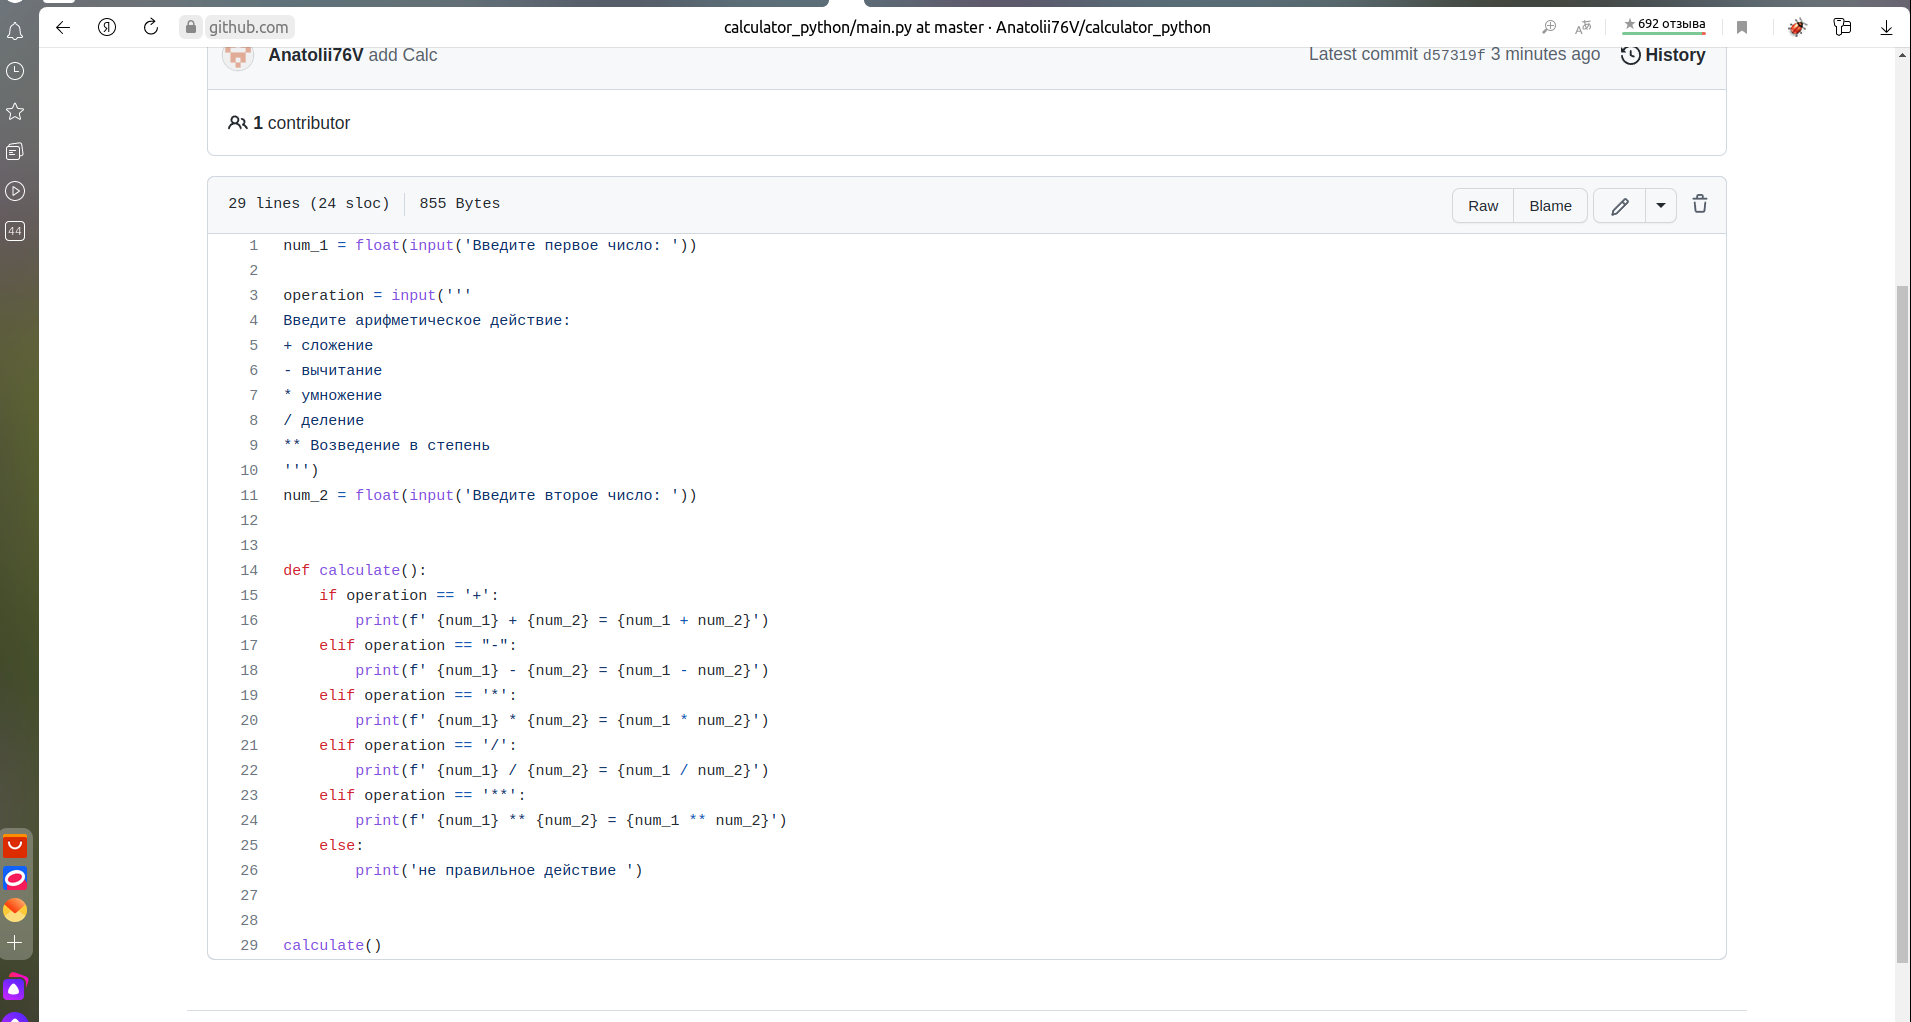 github.com
calculator_python/main.py at master · Anatolii76V/calculator_python
★ 692 отзыва
Anatolii76V add Calc
Latest commit d57319f 3 minutes ago
History
1 contributor
44
29 lines (24 sloc)
855 Bytes
Raw
Blame
1 num_1 = float(input('Введите первое число: '))
2
3 operation = input('''
4 Введите арифметическое действие:
5 + сложение
6 - вычитание
7 * умножение
8 / деление
9 ** Возведение в степень
10 ''')
11 num_2 = float(input('Введите второе число: '))
12
13
14 def calculate():
15     if operation == '+':
16         print(f' {num_1} + {num_2} = {num_1 + num_2}')
17     elif operation == "-":
18         print(f' {num_1} - {num_2} = {num_1 - num_2}')
19     elif operation == '*':
20         print(f' {num_1} * {num_2} = {num_1 * num_2}')
21     elif operation == '/':
22         print(f' {num_1} / {num_2} = {num_1 / num_2}')
23     elif operation == '**':
24         print(f' {num_1} ** {num_2} = {num_1 ** num_2}')
25     else:
26         print('не правильное действие ')
27
28
29 calculate()